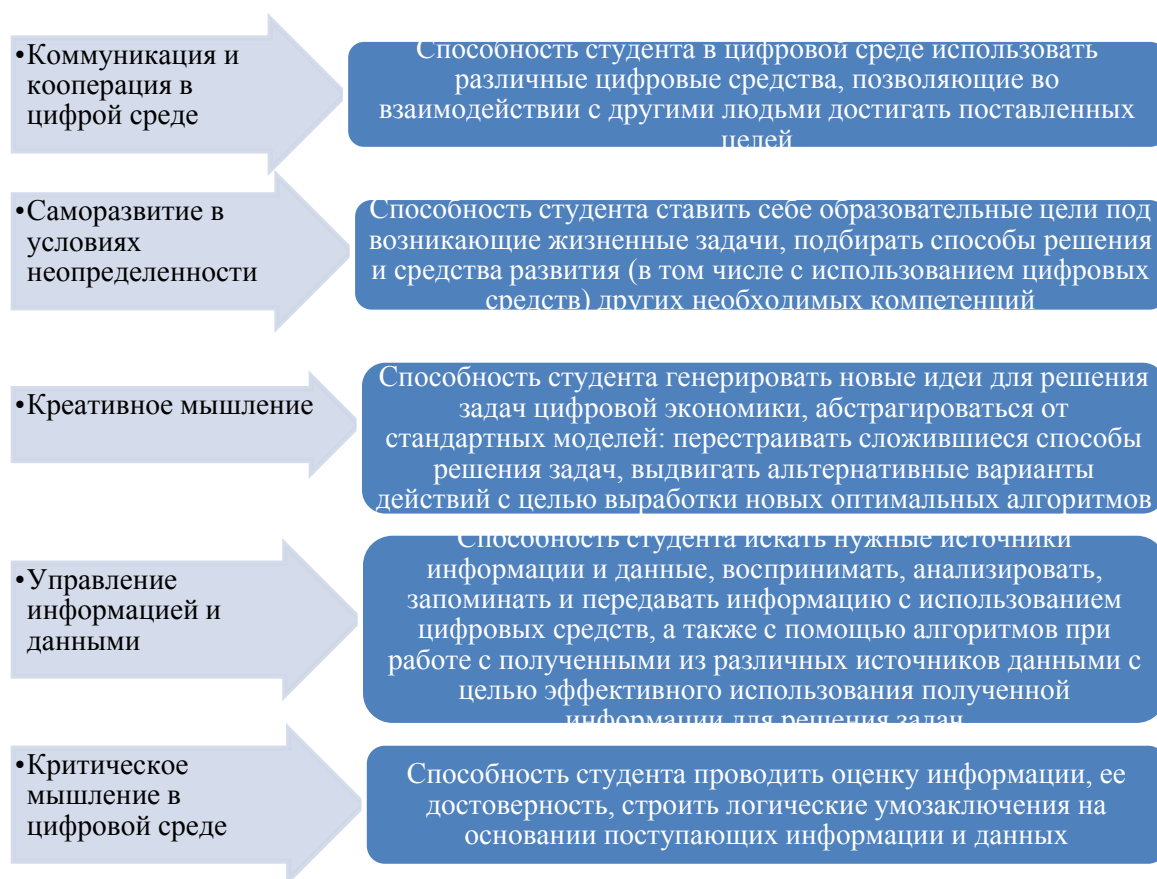 •Коммуникация и
кооперация в
цифрой среде
Способность студента в цифровой среде использовать
различные цифровые средства, позволяющие во
взаимодействии с другими людьми достигать поставленных
целей
•Саморазвитие в
условиях
неопределенности
Способность студента ставить себе образовательные цели под
возникающие жизненные задачи, подбирать способы решения
и средства развития (в том числе с использованием цифровых
средств) других необходимых компетенций
•Креативное мышление
Способность студента генерировать новые идеи для решения
задач цифровой экономики, абстрагироваться от
стандартных моделей: перестраивать сложившиеся способы
решения задач, выдвигать альтернативные варианты
действий с целью выработки новых оптимальных алгоритмов
•Управление
информацией и
данными
Способность студента искать нужные источники
информации и данные, воспринимать, анализировать,
запоминать и передавать информацию с использованием
цифровых средств, а также с помощью алгоритмов при
работе с полученными из различных источников данными с
целью эффективного использования полученной
информации для решения задач
•Критическое
мышление в
цифровой среде
Способность студента проводить оценку информации, ее
достоверность, строить логические умозаключения на
основании поступающих информации и данных